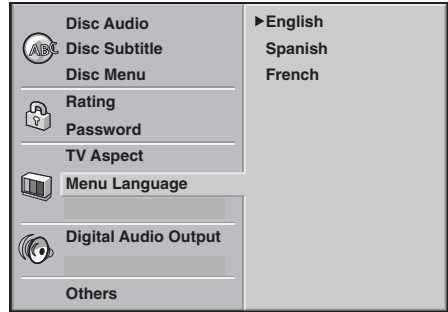 Disc Audio
ABC
Disc Subtitle
Disc Menu
Rating
Password
TV Aspect
Menu Language
Digital Audio Output
Others
▶English
Spanish
French